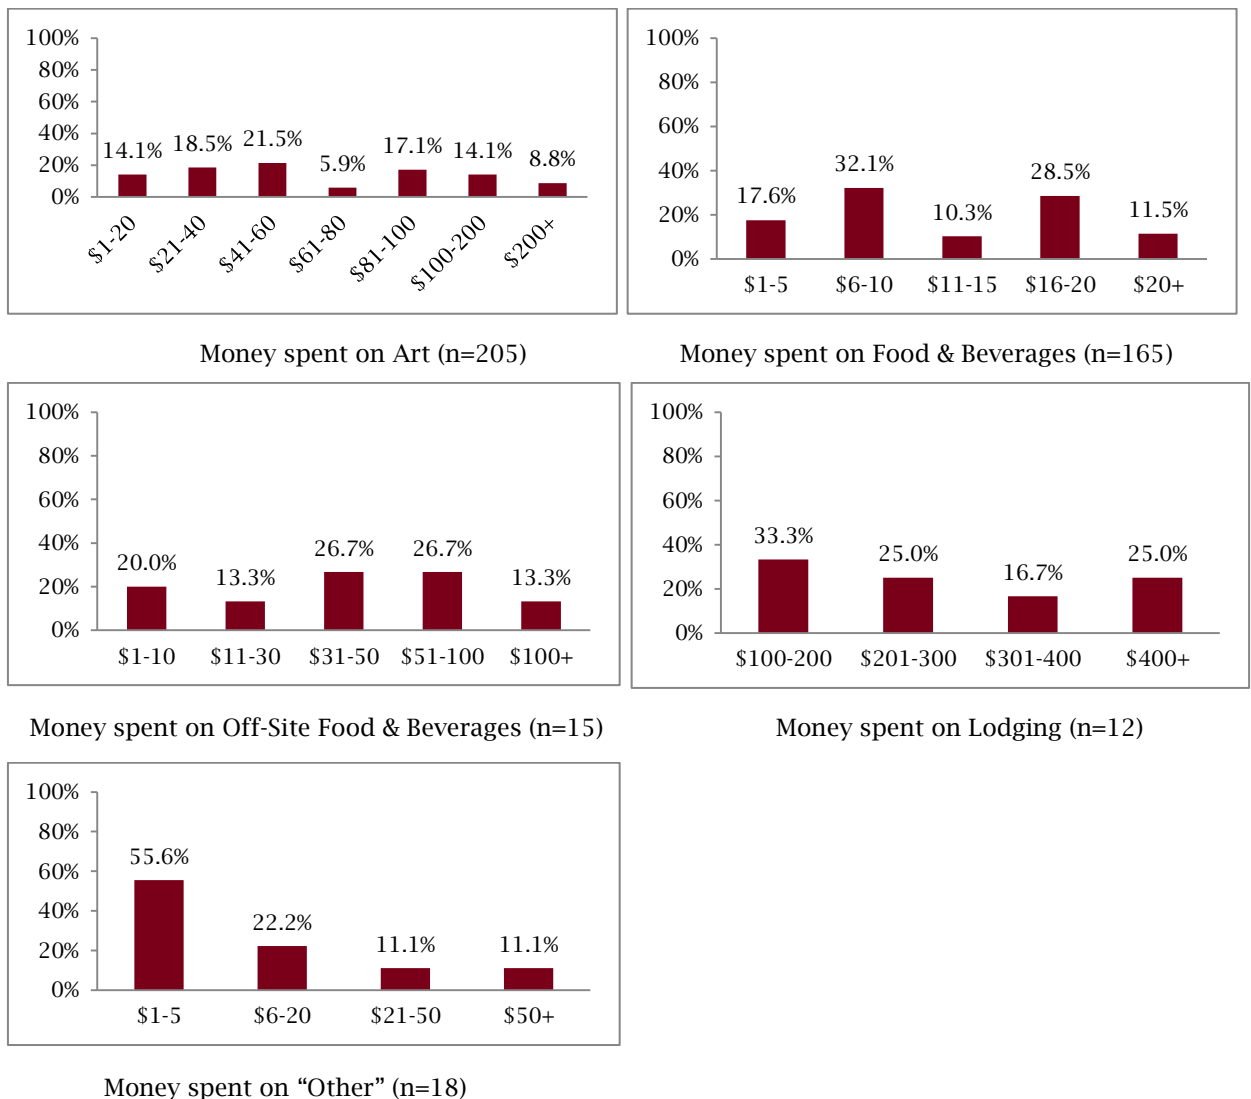 100%
80%
60%
40%
20%
0%
14.1% 18.5% 21.5% 5.9% 17.1% 14.1% 8.8%
$1-20 $21-40 $41-60 $61-80 $81-100 $100-200 $200+
Money spent on Art (n=205)
100%
80%
60%
40%
20%
0%
17.6% 32.1% 10.3% 28.5% 11.5%
$1-5 $6-10 $11-15 $16-20 $20+
Money spent on Food & Beverages (n=165)
100%
80%
60%
40%
20%
0%
20.0% 13.3% 26.7% 26.7% 13.3%
$1-10 $11-30 $31-50 $51-100 $100+
Money spent on Off-Site Food & Beverages (n=15)
100%
80%
60%
40%
20%
0%
33.3% 25.0% 16.7% 25.0%
$100-200 $201-300 $301-400 $400+
Money spent on Lodging (n=12)
100%
80%
60%
40%
20%
0%
55.6% 22.2% 11.1% 11.1%
$1-5 $6-20 $21-50 $50+
Money spent on “Other” (n=18)